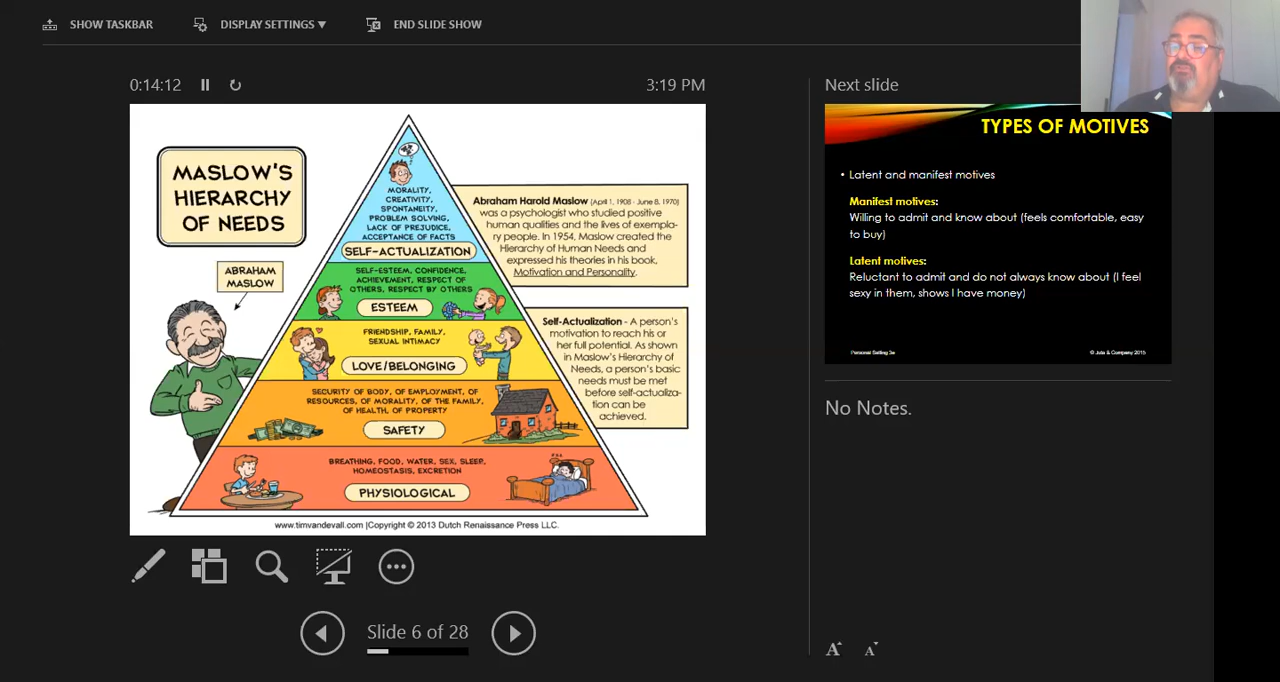 SHOW TASKBAR
DISPLAY SETTINGS ▼
END SLIDE SHOW
0:14:12
3:19 PM
MASLOW'S
HIERARCHY
OF NEEDS
ABRAHAM
MASLOW
MORALITY,
CREATIVITY,
SPONTANEITY,
PROBLEM SOLVING,
LACK OF PREJUDICE,
ACCEPTANCE OF FACTS
SELF-ACTUALIZATION
SELF-ESTEEM, CONFIDENCE,
ACHIEVEMENT, RESPECT OF
OTHERS, RESPECT BY OTHERS
ESTEEM
FRIENDSHIP, FAMILY,
SEXUAL INTIMACY
LOVE/BELONGING
SECURITY OF BODY, OF EMPLOYMENT, OF
RESOURCES, OF MORALITY, OF THE FAMILY,
OF HEALTH, OF PROPERTY
SAFETY
BREATHING, FOOD, WATER, SEX, SLEEP,
HOMEOSTASIS, EXCRETION
PHYSIOLOGICAL
Abraham Harold Maslow (April 1, 1908 - June 8, 1970)
was a psychologist who studied positive
human qualities and the lives of exempla-
ry people. In 1954, Maslow created the
Hierarchy of Human Needs and
expressed his theories in his book,
Motivation and Personality.
Self-Actualization - A person's
motivation to reach his or
her full potential. As shown
in Maslow's Hierarchy of
Needs, a person's basic
needs must be met
before self-actualiza-
tion can be
achieved.
www.timvandevall.com |Copyright © 2013 Dutch Renaissance Press LLC.
Slide 6 of 28
Next slide
TYPES OF MOTIVES
• Latent and manifest motives
Manifest motives:
Willing to admit and know about (feels comfortable, easy
to buy)
Latent motives:
Reluctant to admit and do not always know about (I feel
sexy in them, shows I have money)
Personal Selling 3e
© Juta & Company 2015
No Notes.
A A